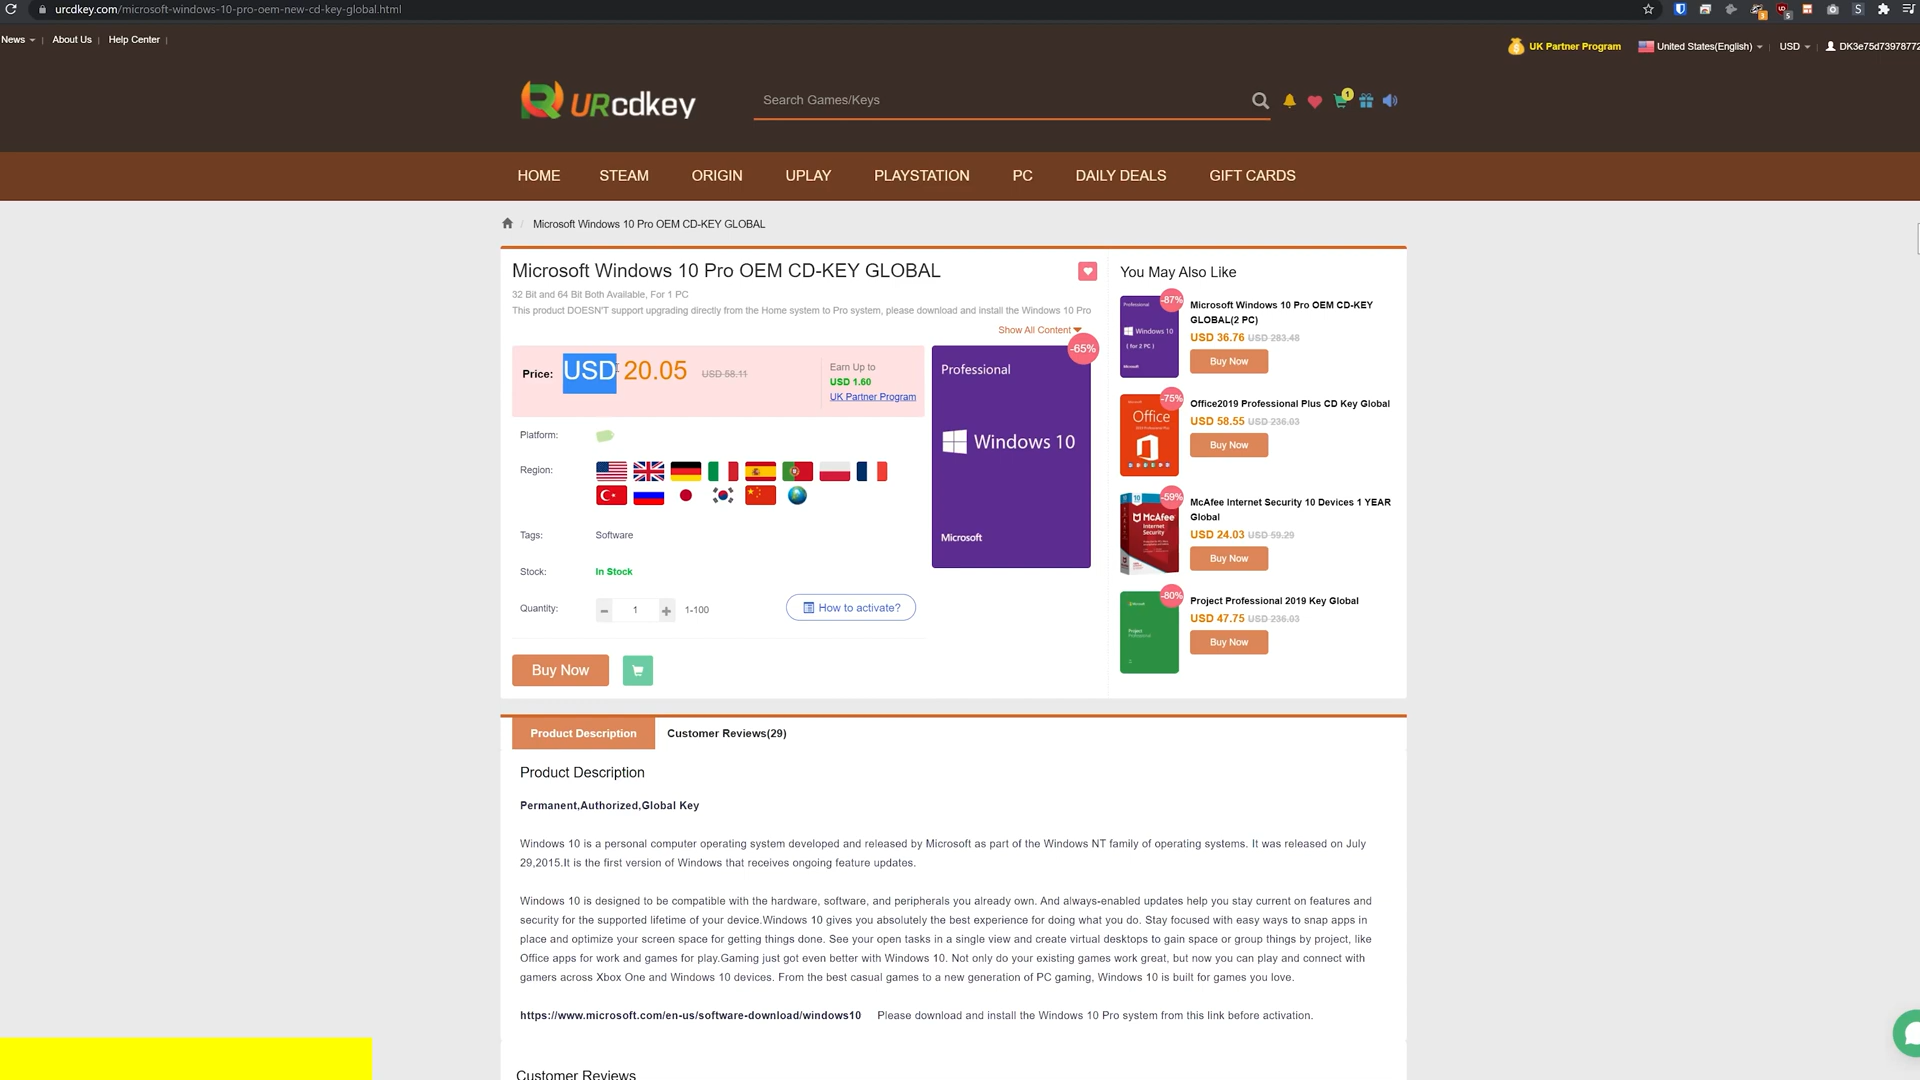 urcdkey.com/microsoft-windows-10-pro-oem-new-cd-key-global.html
News | About Us | Help Center |
UK Partner Program United States(English) | USD | DK3e75d73978772
URcdkey
Search Games/Keys
1
HOME STEAM ORIGIN UPLAY PLAYSTATION PC DAILY DEALS GIFT CARDS
/ Microsoft Windows 10 Pro OEM CD-KEY GLOBAL
Microsoft Windows 10 Pro OEM CD-KEY GLOBAL
32 Bit and 64 Bit Both Available, For 1 PC
This product DOESN'T support upgrading directly from the Home system to Pro system, please download and install the Windows 10 Pro
Show All Content
Price: USD 20.05 USD 58.11
Earn Up to
USD 1.60
UK Partner Program
-65%
Professional
Windows 10
Microsoft
Platform:
Region:
Tags: Software
Stock: In Stock
Quantity: - 1 + 1-100
How to activate?
Buy Now
You May Also Like
-87%
Professional
Windows 10
( for 2 PC )
Microsoft
Microsoft Windows 10 Pro OEM CD-KEY
GLOBAL(2 PC)
USD 36.76 USD 283.48
Buy Now
-75%
Office
Office2019 Professional Plus CD Key Global
USD 58.55 USD 236.03
Buy Now
-59%
10
McAfee
Internet
Security
McAfee Internet Security 10 Devices 1 YEAR
Global
USD 24.03 USD 59.29
Buy Now
-80%
Project
Professional
Project Professional 2019 Key Global
USD 47.75 USD 236.03
Buy Now
Product Description Customer Reviews(29)
Product Description
Permanent,Authorized,Global Key
Windows 10 is a personal computer operating system developed and released by Microsoft as part of the Windows NT family of operating systems. It was released on July
29,2015.It is the first version of Windows that receives ongoing feature updates.
Windows 10 is designed to be compatible with the hardware, software, and peripherals you already own. And always-enabled updates help you stay current on features and
security for the supported lifetime of your device.Windows 10 gives you absolutely the best experience for doing what you do. Stay focused with easy ways to snap apps in
place and optimize your screen space for getting things done. See your open tasks in a single view and create virtual desktops to gain space or group things by project, like
Office apps for work and games for play.Gaming just got even better with Windows 10. Not only do your existing games work great, but now you can play and connect with
gamers across Xbox One and Windows 10 devices. From the best casual games to a new generation of PC gaming, Windows 10 is built for games you love.
https://www.microsoft.com/en-us/software-download/windows10 Please download and install the Windows 10 Pro system from this link before activation.
Customer Reviews